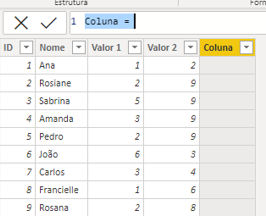 Estrutura
Form
1 Coluna =
ID Nome Valor 1 Valor 2 Coluna
1 Ana 1 2
2 Rosiane 2 9
3 Sabrina 5 9
4 Amanda 3 9
5 Pedro 2 9
6 João 6 3
7 Carlos 3 4
8 Francielle 1 6
9 Rosana 2 8